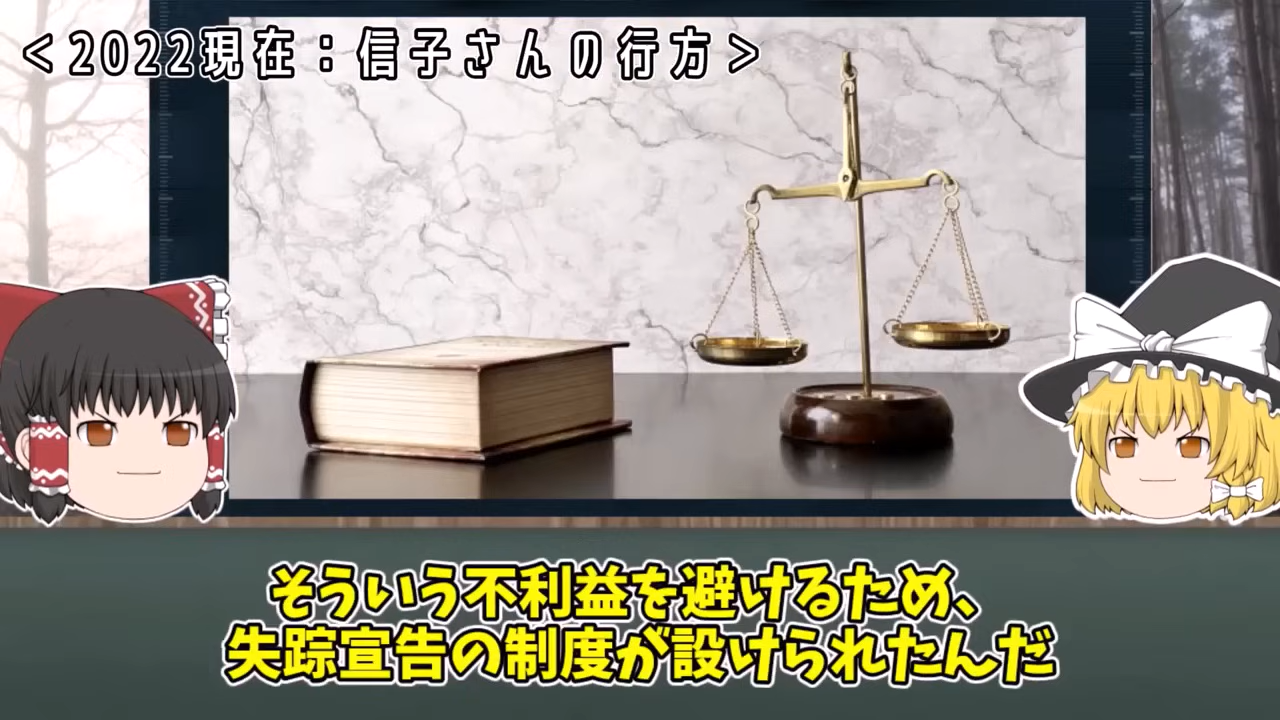 ＜2022現在：信子さんの行方＞
そういう不利益を避けるため、
失踪宣告の制度が設けられたんだ